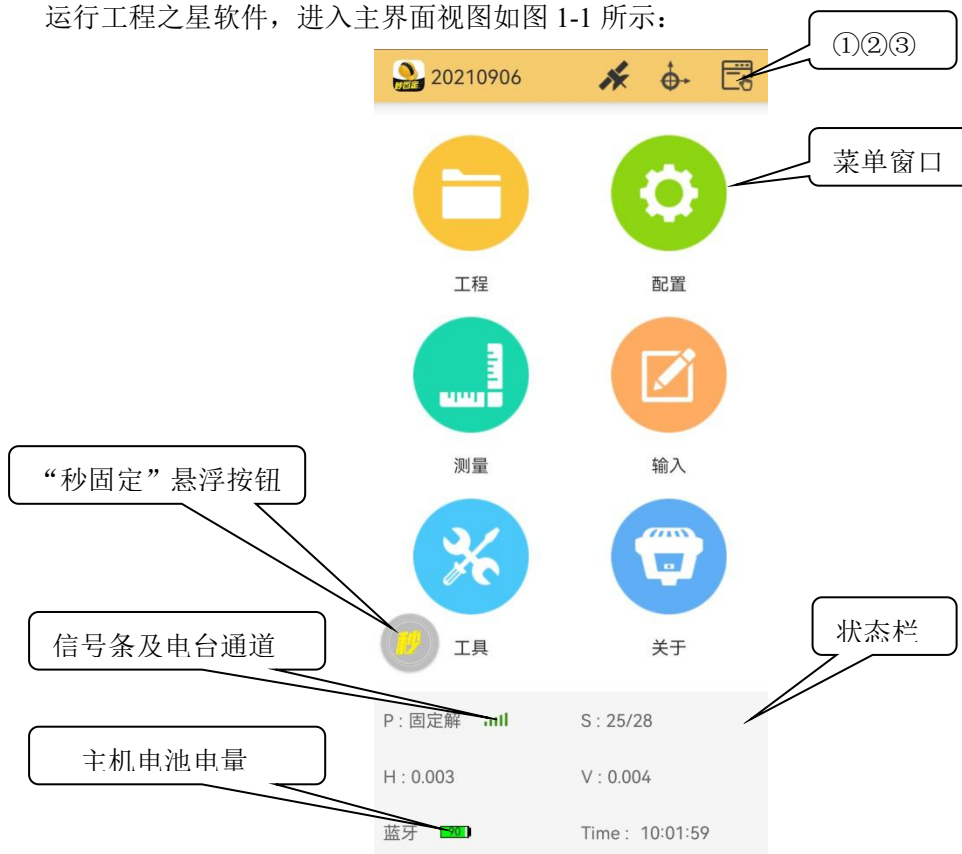 运行工程之星软件，进入主界面视图如图 1-1 所示：
①②③
秒固定
20210906
菜单窗口
工程
配置
测量
输入
“秒固定”悬浮按钮
秒
工具
关于
信号条及电台通道
状态栏
P : 固定解
S : 25/28
主机电池电量
H : 0.003
V : 0.004
蓝牙
90
Time : 10:01:59